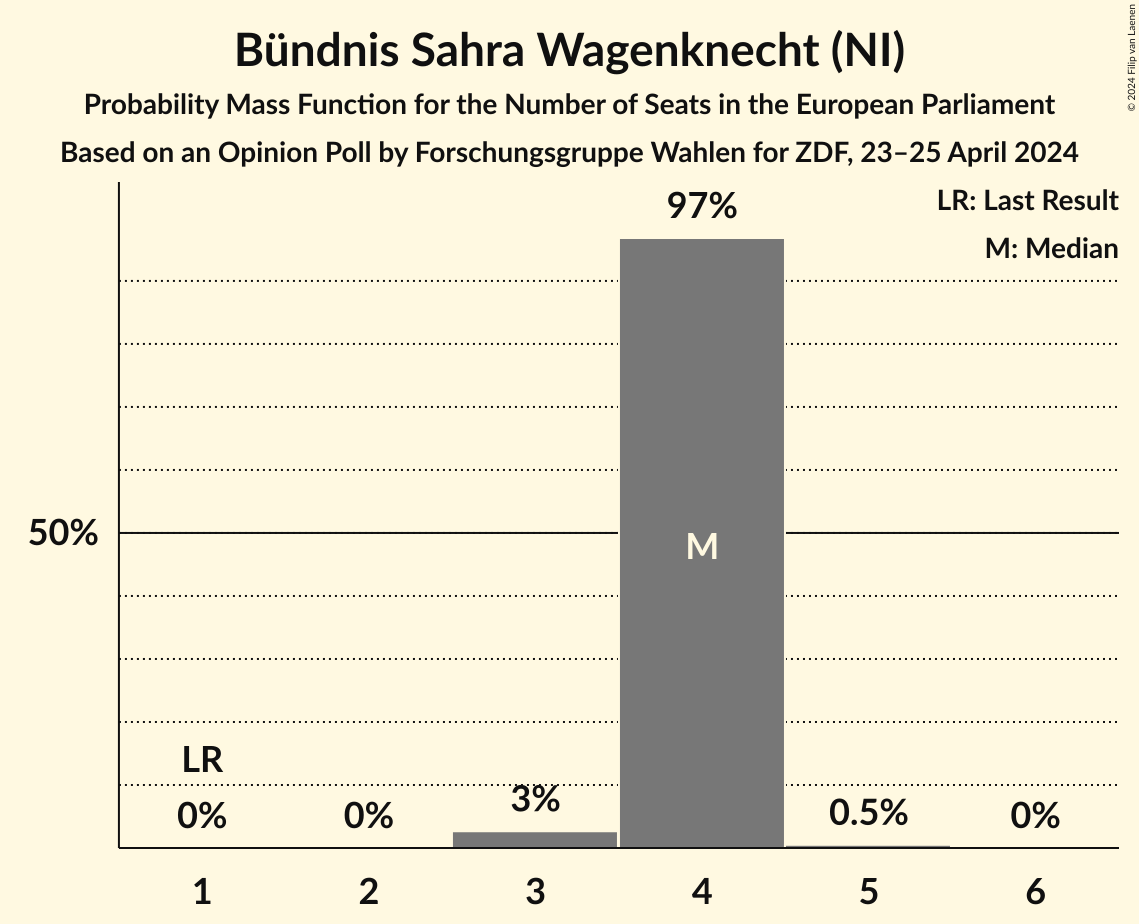 Bündnis Sahra Wagenknecht (NI)
Probability Mass Function for the Number of Seats in the European Parliament
Based on an Opinion Poll by Forschungsgruppe Wahlen for ZDF, 23–25 April 2024
© 2024 Filip van Laenen
LR: Last Result
M: Median
97%
50%
M
LR
0%
0%
3%
0.5%
0%
1 2 3 4 5 6